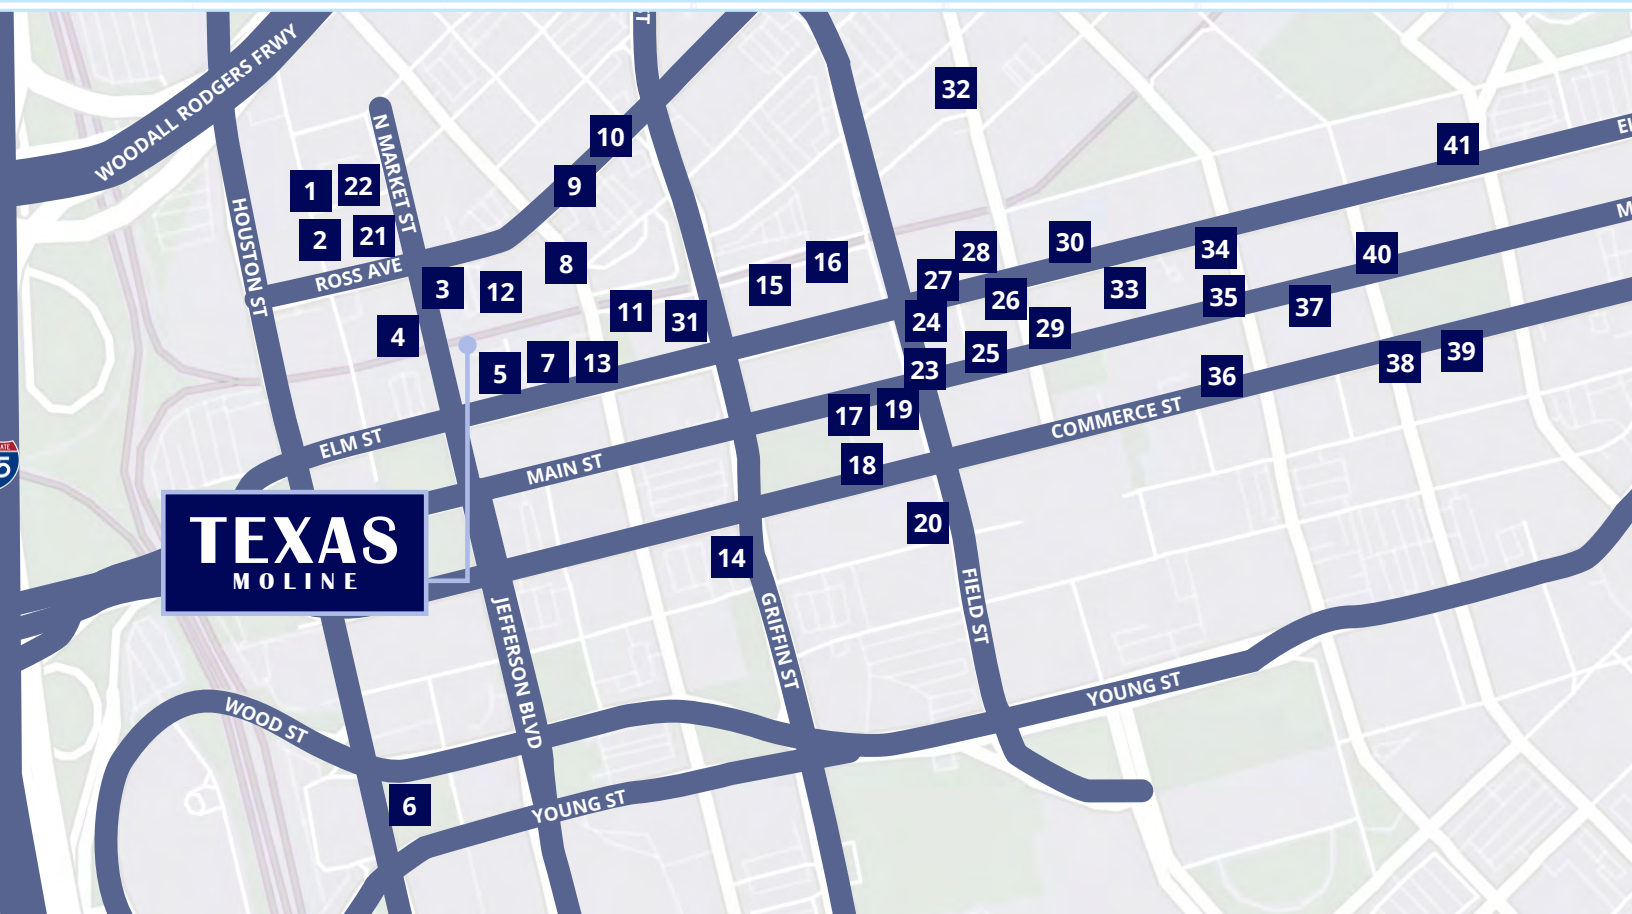 WOODALL RODGERS FRWY
N MARKET ST
HOUSTON ST
ROSS AVE
32
10
41
1
22
9
2
21
8
3
12
4
11
31
15
16
28
30
34
40
27
26
33
35
37
24
29
5
7
13
23
25
36
38
39
17
19
18
20
14
6
ELM ST
MAIN ST
COMMERCE ST
TEXAS
MOLINE
JEFFERSON BLVD
GRIFFIN ST
FIELD ST
WOOD ST
YOUNG ST
YOUNG ST